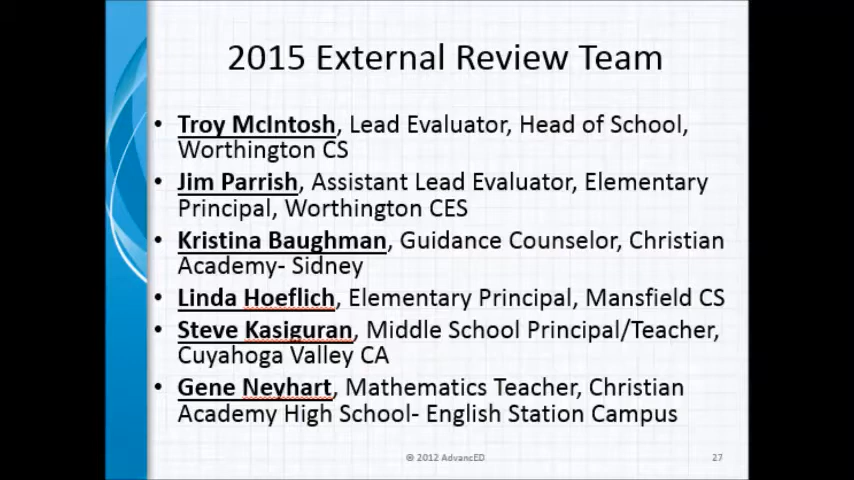 2015 External Review Team
• Troy McIntosh, Lead Evaluator, Head of School,
Worthington CS
• Jim Parrish, Assistant Lead Evaluator, Elementary
Principal, Worthington CES
• Kristina Baughman, Guidance Counselor, Christian
Academy- Sidney
• Linda Hoeflich, Elementary Principal, Mansfield CS
• Steve Kasiguran, Middle School Principal/Teacher,
Cuyahoga Valley CA
• Gene Neyhart, Mathematics Teacher, Christian
Academy High School- English Station Campus
® 2012 AdvancED
27